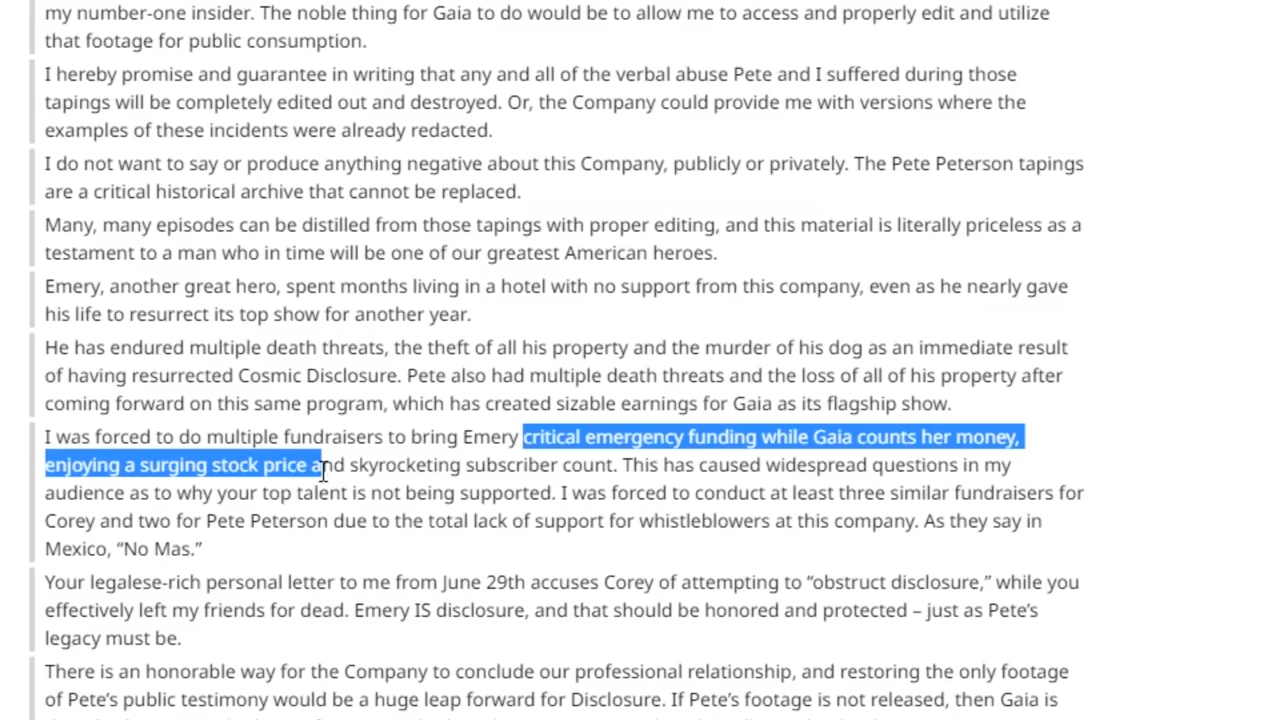 my number-one insider. The noble thing for Gaia to do would be to allow me to access and properly edit and utilize
that footage for public consumption.
I hereby promise and guarantee in writing that any and all of the verbal abuse Pete and I suffered during those
tapings will be completely edited out and destroyed. Or, the Company could provide me with versions where the
examples of these incidents were already redacted.
I do not want to say or produce anything negative about this Company, publicly or privately. The Pete Peterson tapings
are a critical historical archive that cannot be replaced.
Many, many episodes can be distilled from those tapings with proper editing, and this material is literally priceless as a
testament to a man who in time will be one of our greatest American heroes.
Emery, another great hero, spent months living in a hotel with no support from this company, even as he nearly gave
his life to resurrect its top show for another year.
He has endured multiple death threats, the theft of all his property and the murder of his dog as an immediate result
of having resurrected Cosmic Disclosure. Pete also had multiple death threats and the loss of all of his property after
coming forward on this same program, which has created sizable earnings for Gaia as its flagship show.
I was forced to do multiple fundraisers to bring Emery critical emergency funding while Gaia counts her money,
enjoying a surging stock price and skyrocketing subscriber count. This has caused widespread questions in my
audience as to why your top talent is not being supported. I was forced to conduct at least three similar fundraisers for
Corey and two for Pete Peterson due to the total lack of support for whistleblowers at this company. As they say in
Mexico, “No Mas.”
Your legalese-rich personal letter to me from June 29th accuses Corey of attempting to “obstruct disclosure,” while you
effectively left my friends for dead. Emery IS disclosure, and that should be honored and protected – just as Pete’s
legacy must be.
There is an honorable way for the Company to conclude our professional relationship, and restoring the only footage
of Pete’s public testimony would be a huge leap forward for Disclosure. If Pete’s footage is not released, then Gaia is